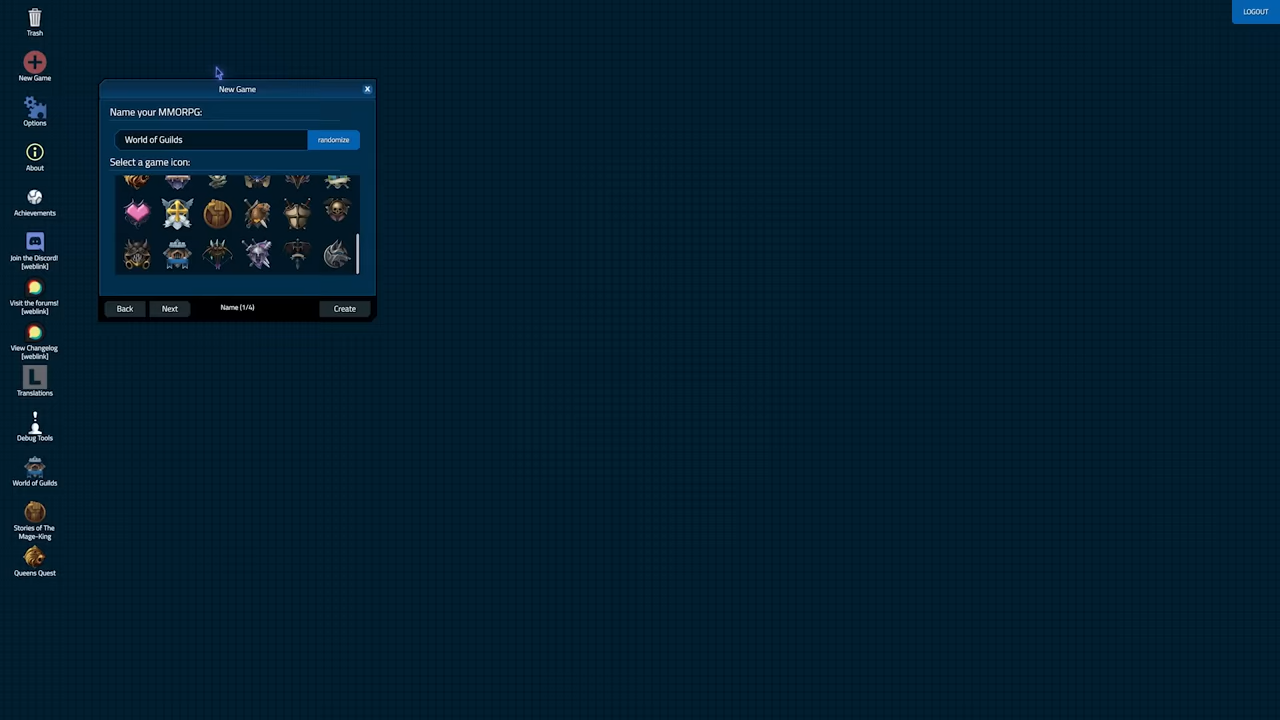 Trash
New Game
Options
About
Achievements
Join the Discord!
[weblink]
Visit the forums!
[weblink]
View Changelog
[weblink]
L
Translations
Debug Tools
World of Guilds
Stories of The
Mage-King
Queens Quest
New Game
x
Name your MMORPG:
World of Guilds
randomize
Select a game icon:
Back
Next
Name (1/4)
Create
LOGOUT